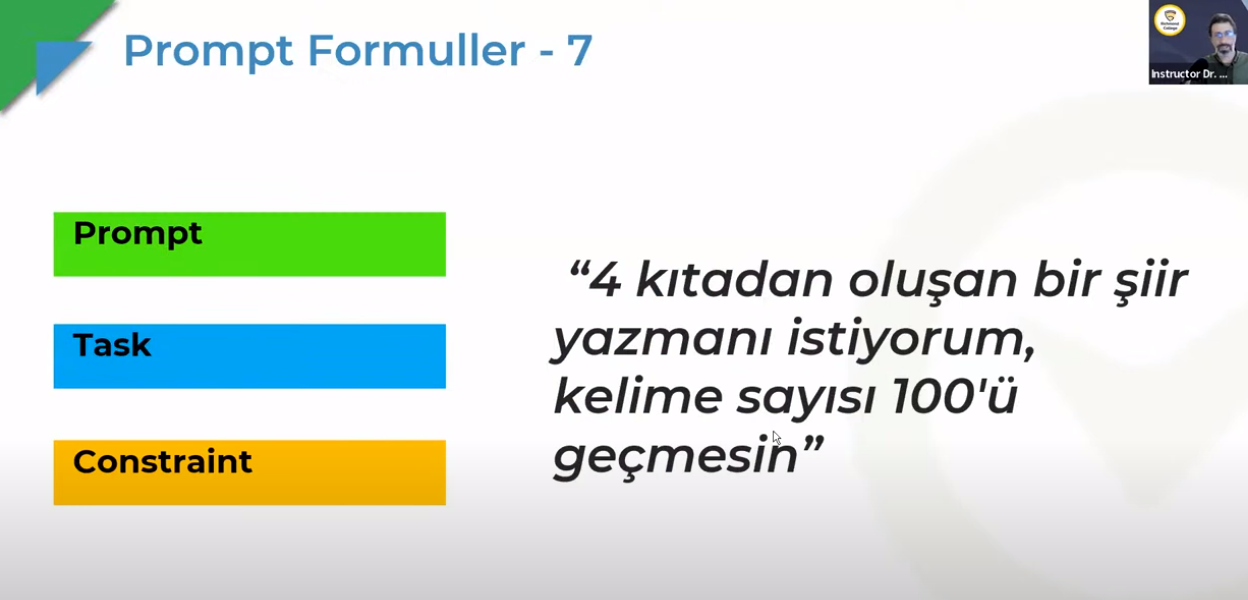 Prompt Formuller - 7
Instructor Dr. ...
Prompt
Task
Constraint
“4 kıtadan oluşan bir şiir
yazmanı istiyorum,
kelime sayısı 100'ü
geçmesin”